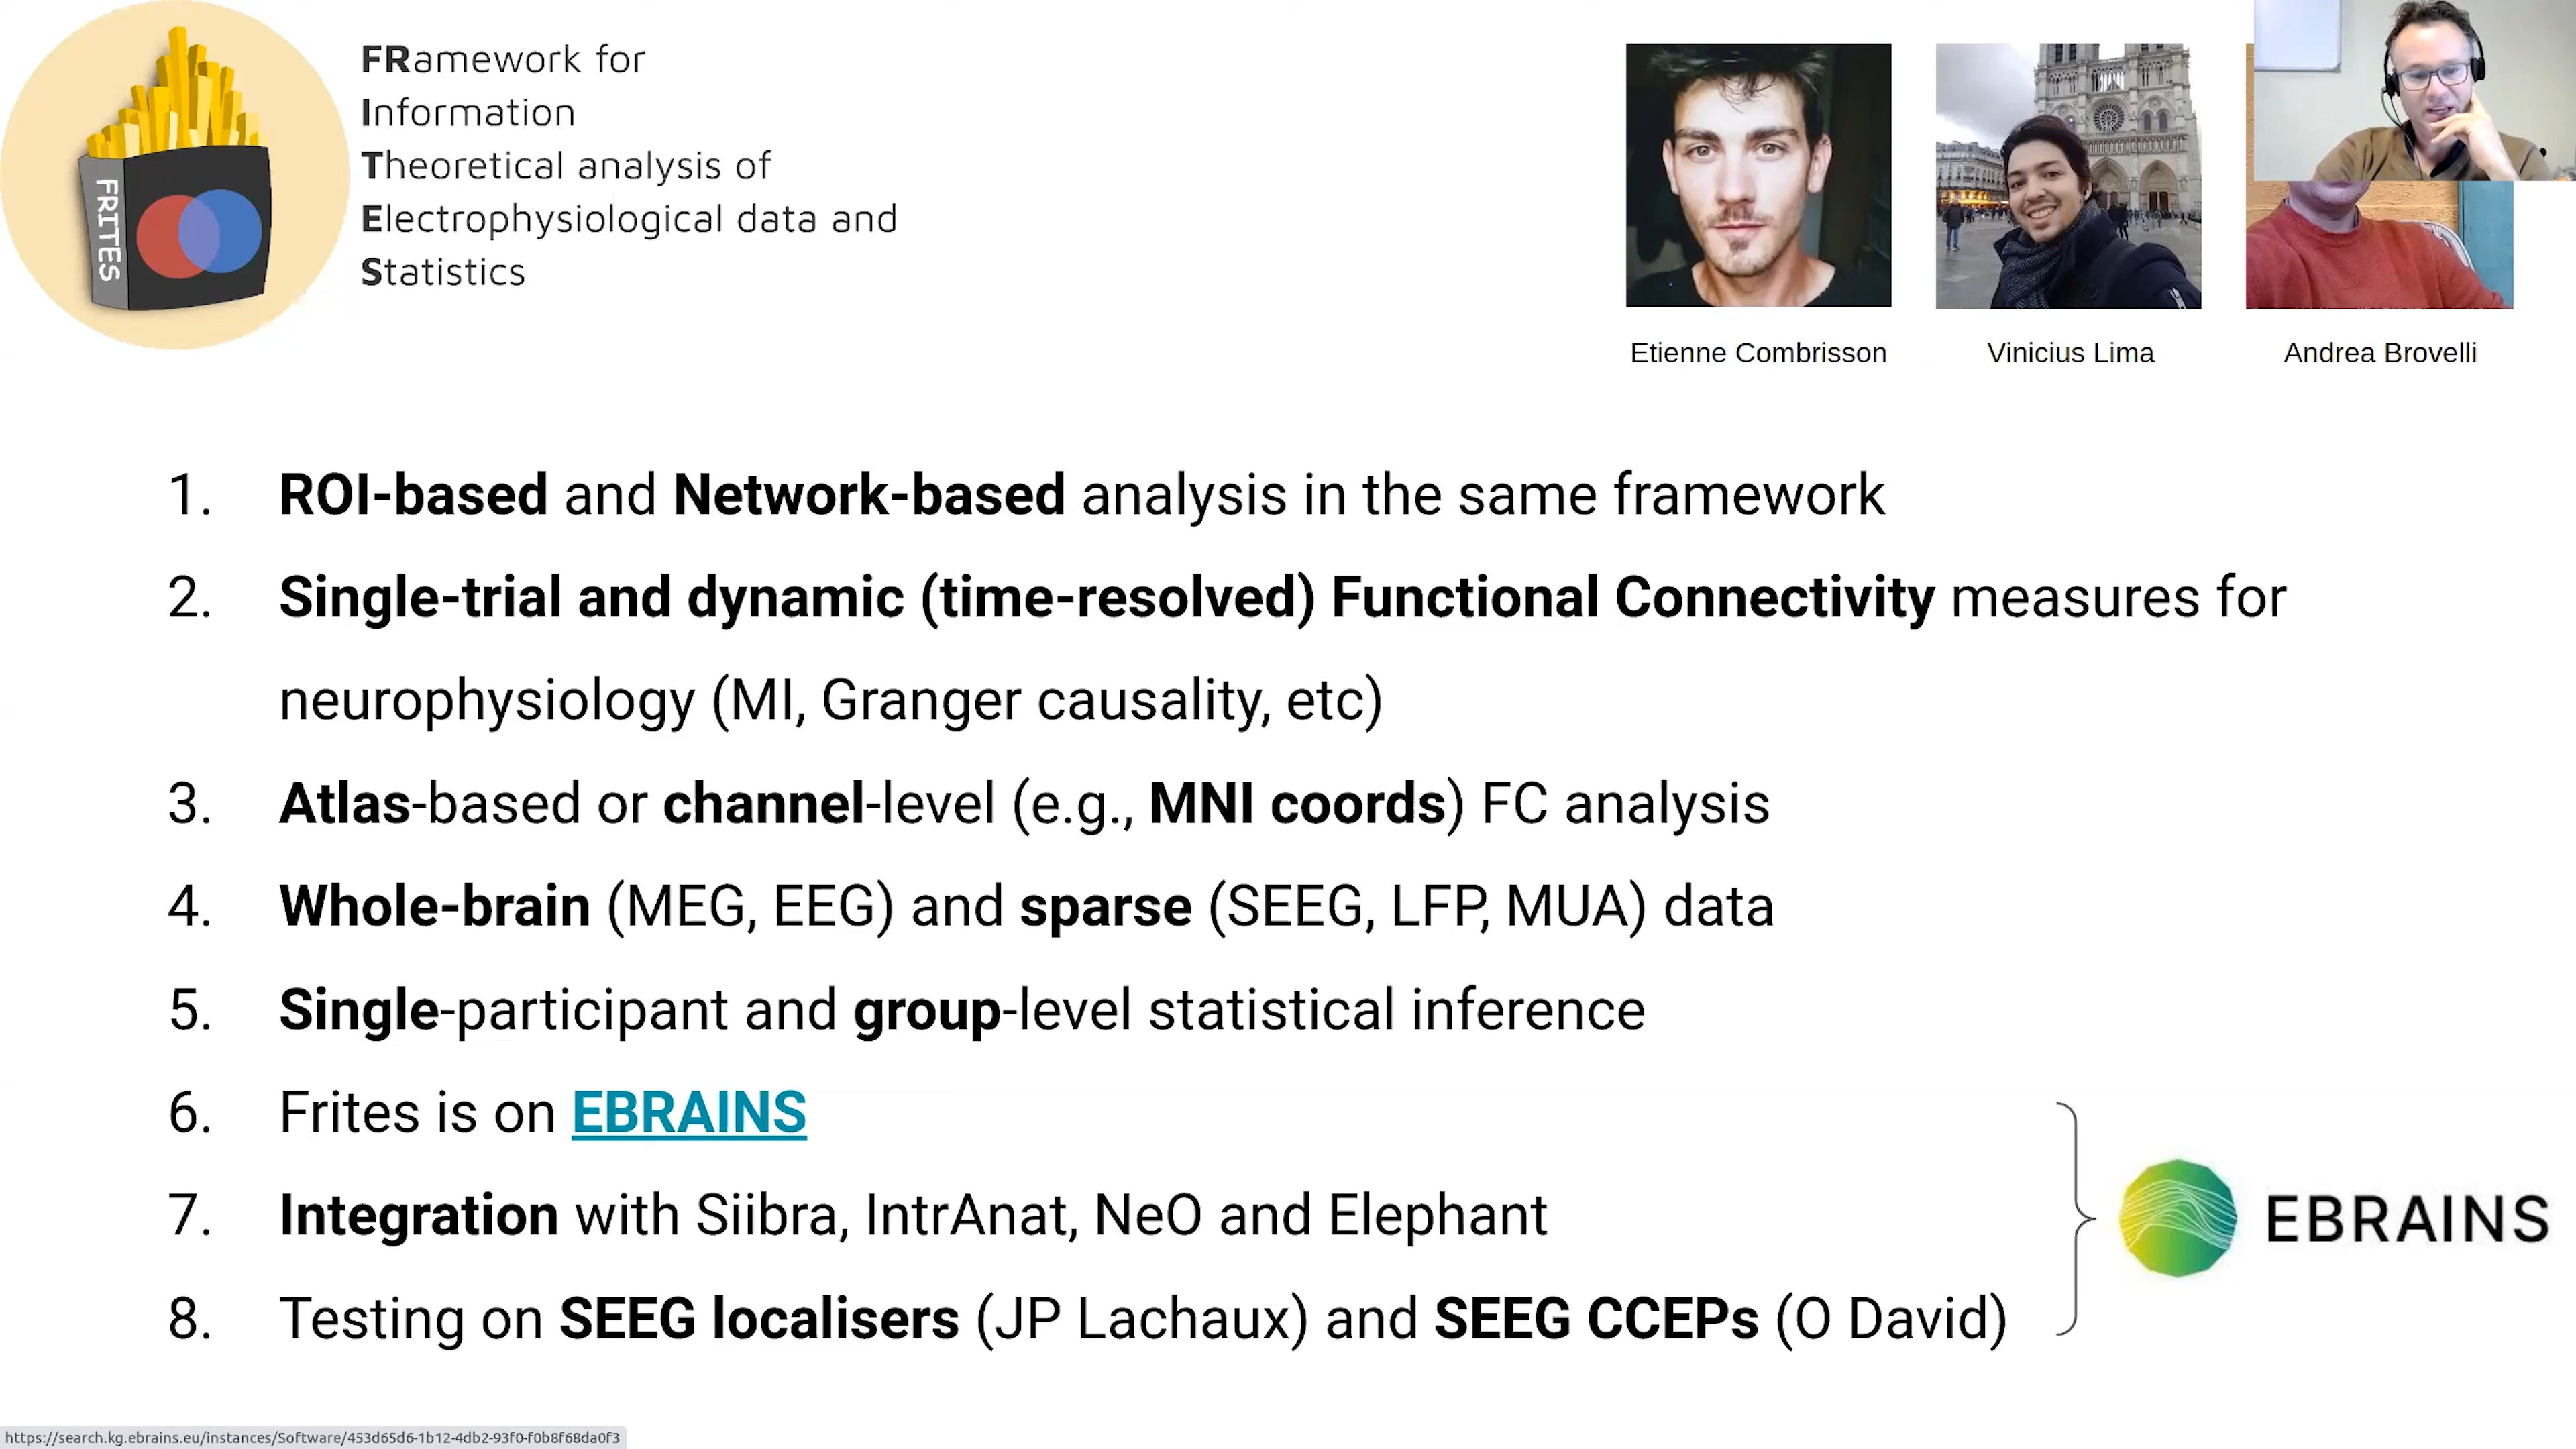 FRITES
FRamework for
Information
Theoretical analysis of
Electrophysiological data and
Statistics
Etienne Combrisson
Vinicius Lima
Andrea Brovelli
1. ROI-based and Network-based analysis in the same framework
2. Single-trial and dynamic (time-resolved) Functional Connectivity measures for
neurophysiology (MI, Granger causality, etc)
3. Atlas-based or channel-level (e.g., MNI coords) FC analysis
4. Whole-brain (MEG, EEG) and sparse (SEEG, LFP, MUA) data
5. Single-participant and group-level statistical inference
6. Frites is on EBRAINS
7. Integration with Siibra, IntrAnat, NeO and Elephant
8. Testing on SEEG localisers (JP Lachaux) and SEEG CCEPs (O David)
EBRAINS
https://search.kg.ebrains.eu/instances/Software/453d65d6-1b12-4db2-93f0-f0b8f68da0f3